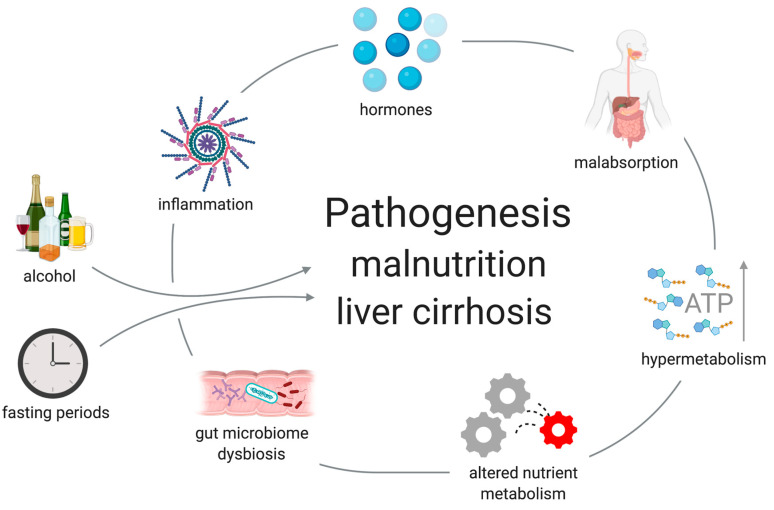 hormones
malabsorption
inflammation
Pathogenesis
malnutrition
liver cirrhosis
alcohol
ATP
hypermetabolism
fasting periods
gut microbiome
dysbiosis
altered nutrient
metabolism